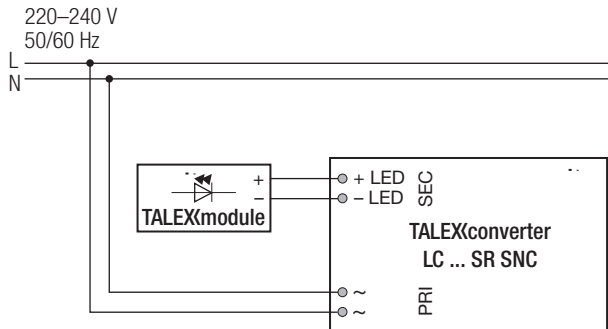 220–240 V
50/60 Hz
L
N
+
−
TALEXmodule
+ LED
− LED
SEC
TALEXconverter
LC ... SR SNC
~
~
PRI